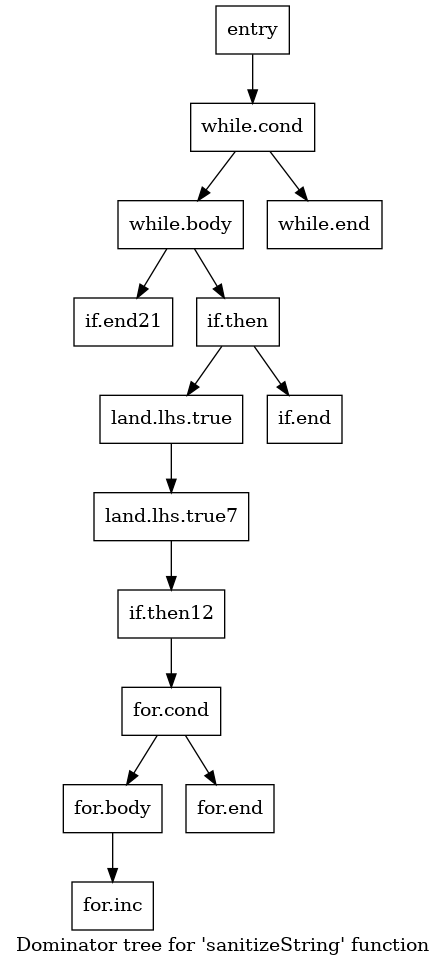 entry
while.cond
while.body
while.end
if.end21
if.then
land.lhs.true
if.end
land.lhs.true7
if.then12
for.cond
for.body
for.end
for.inc
Dominator tree for 'sanitizeString' function